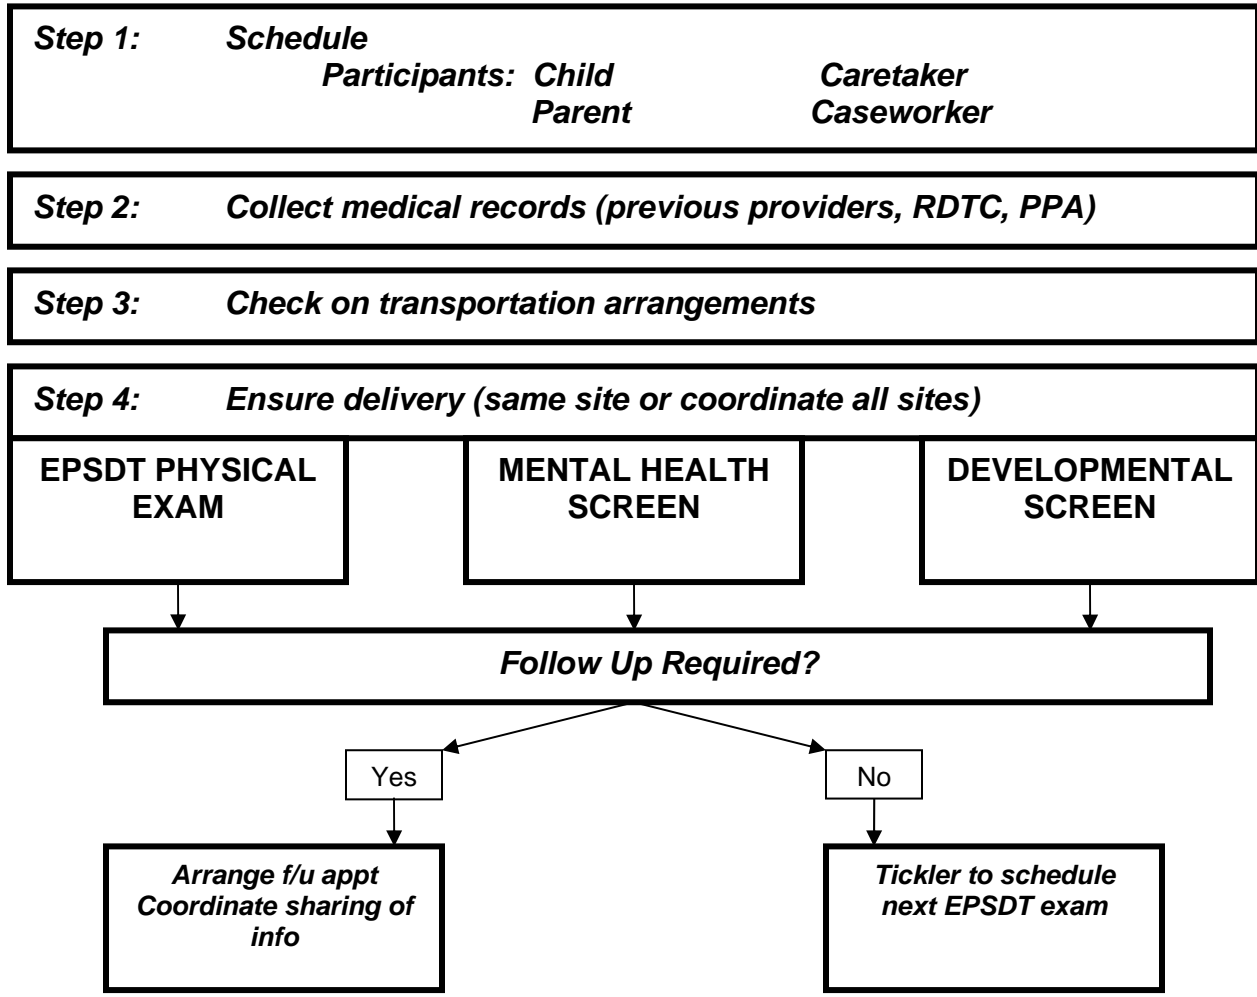 Step 1: Schedule
Participants: Child Caretaker
Parent Caseworker
Step 2: Collect medical records (previous providers, RDTC, PPA)
Step 3: Check on transportation arrangements
Step 4: Ensure delivery (same site or coordinate all sites)
EPSDT PHYSICAL
EXAM
MENTAL HEALTH
SCREEN
DEVELOPMENTAL
SCREEN
Follow Up Required?
Yes
No
Arrange f/u appt
Coordinate sharing of
info
Tickler to schedule
next EPSDT exam